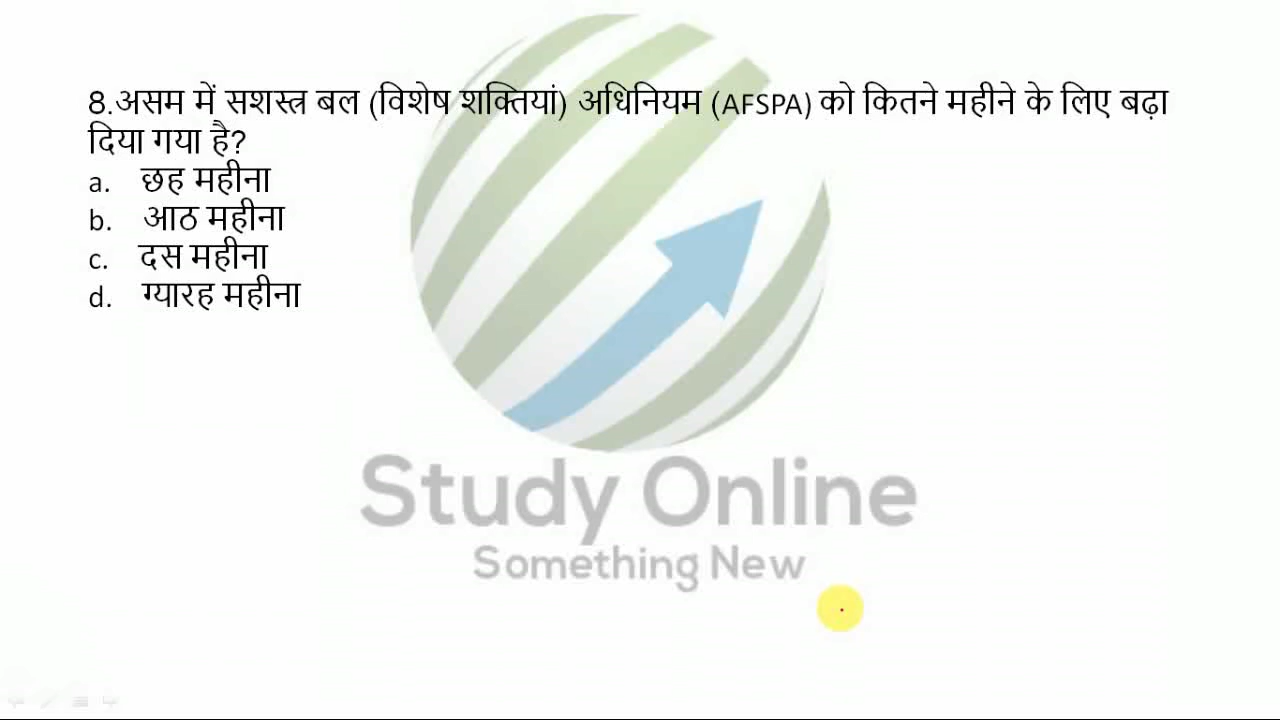 8.असम में सशस्त्र बल (विशेष शक्तियां) अधिनियम (AFSPA) को कितने महीने के लिए बढ़ा
दिया गया है?
a. छह महीना
b. आठ महीना
c. दस महीना
d. ग्यारह महीना
Study Online
Something New